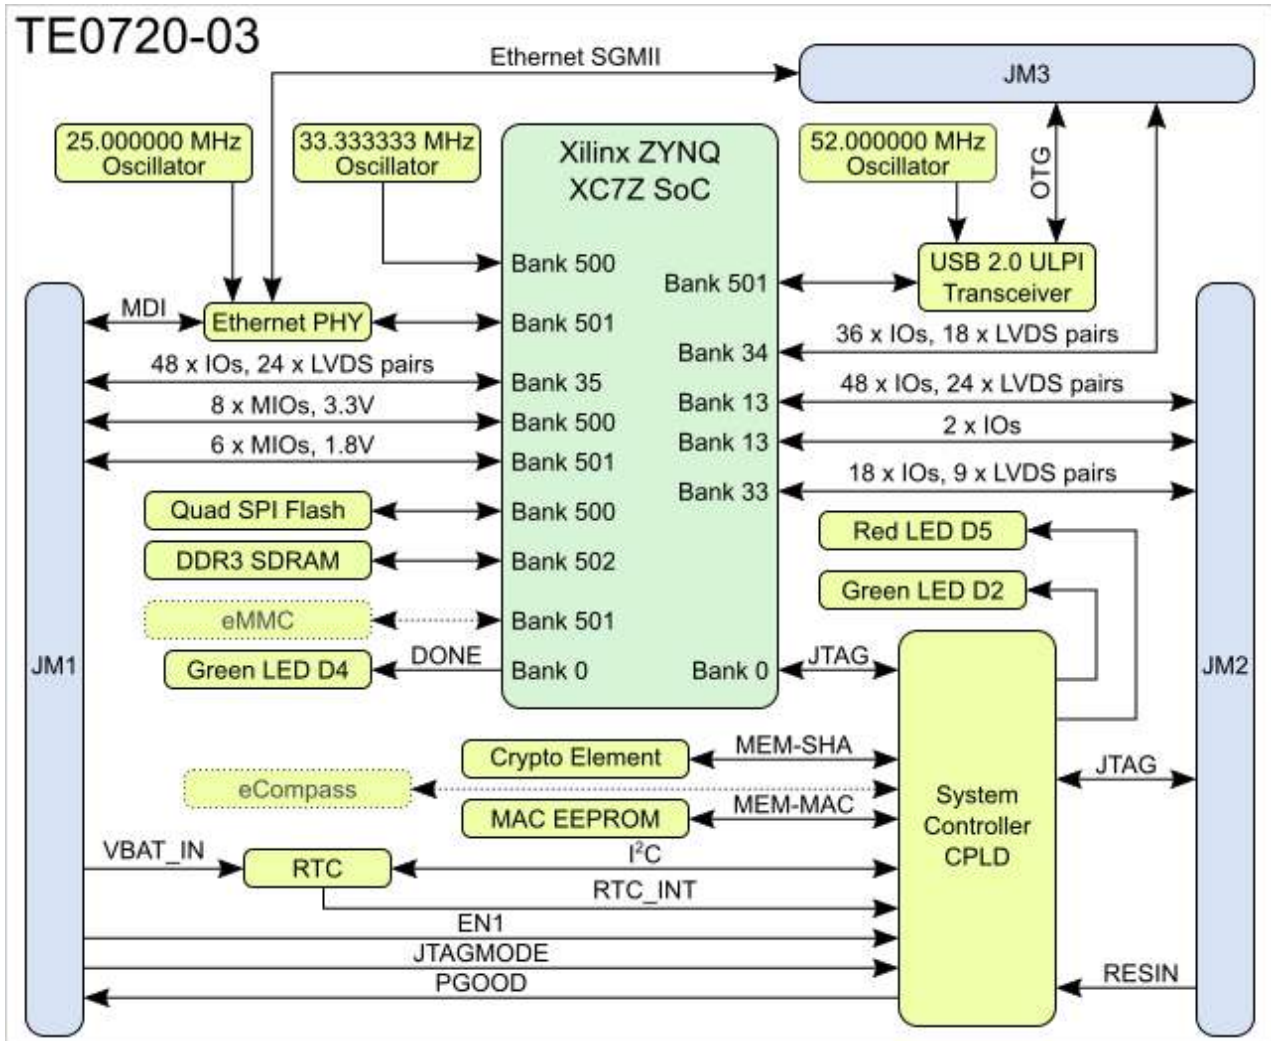 TE0720-03
Ethernet SGMII
JM3
25.000000 MHz
Oscillator
33.333333 MHz
Oscillator
Xilinx ZYNQ
XC7Z SoC
52.000000 MHz
Oscillator
OTG
Bank 500
Bank 501
USB 2.0 ULPI
Transceiver
MDI
Ethernet PHY
Bank 501
Bank 34
36 x IOs, 18 x LVDS pairs
48 x IOs, 24 x LVDS pairs
Bank 35
Bank 13
48 x IOs, 24 x LVDS pairs
8 x MIOs, 3.3V
Bank 500
Bank 13
2 x IOs
6 x MIOs, 1.8V
Bank 501
Bank 33
18 x IOs, 9 x LVDS pairs
Quad SPI Flash
Bank 500
Red LED D5
DDR3 SDRAM
Bank 502
Green LED D2
eMMC
Bank 501
JM1
Green LED D4
DONE
Bank 0
Bank 0
JTAG
JM2
Crypto Element
MEM-SHA
eCompass
MAC EEPROM
MEM-MAC
System
Controller
CPLD
JTAG
VBAT_IN
RTC
I²C
RTC_INT
EN1
JTAGMODE
PGOOD
RESIN